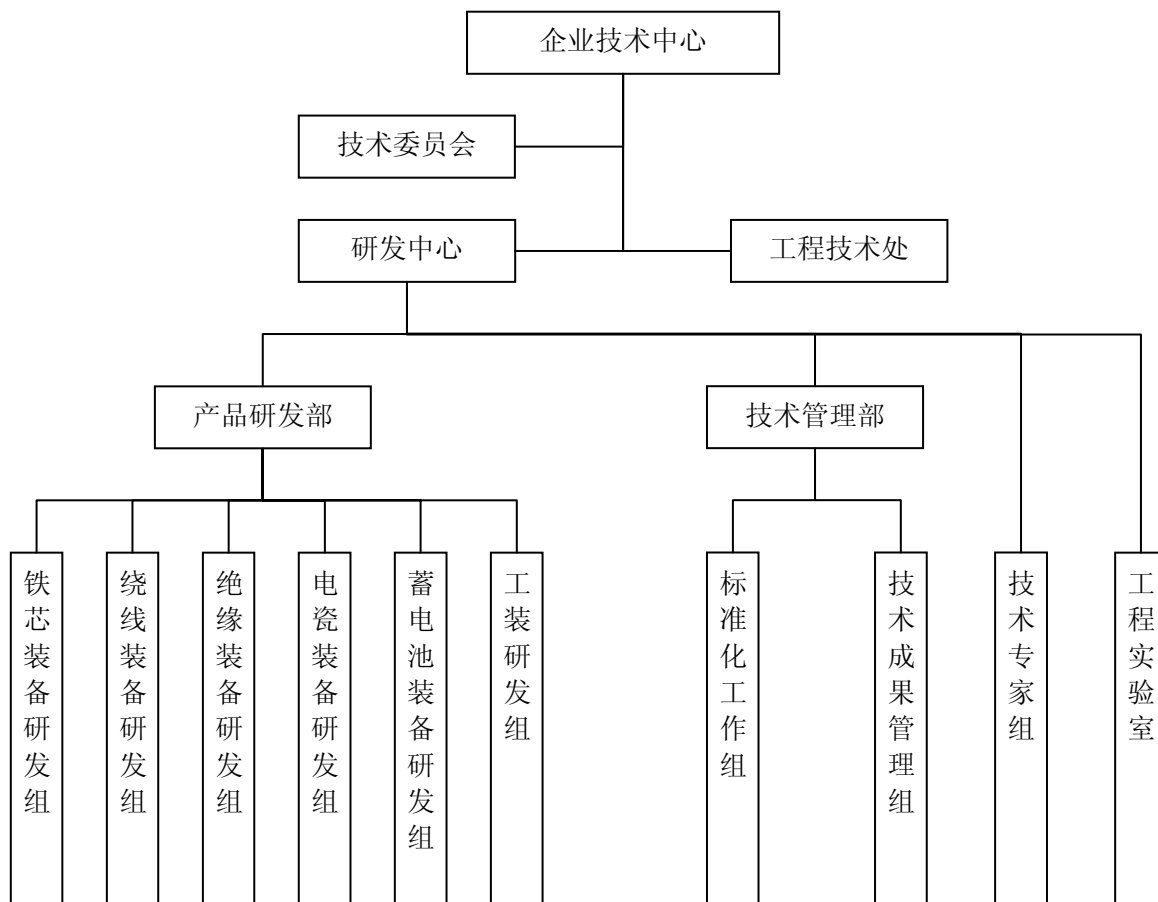 企业技术中心
技术委员会
研发中心
工程技术处
产品研发部
技术管理部
铁芯装备研发组
绕线装备研发组
绝缘装备研发组
电瓷装备研发组
蓄电池装备研发组
工装研发组
标准化工作组
技术成果管理组
技术专家组
工程实验室